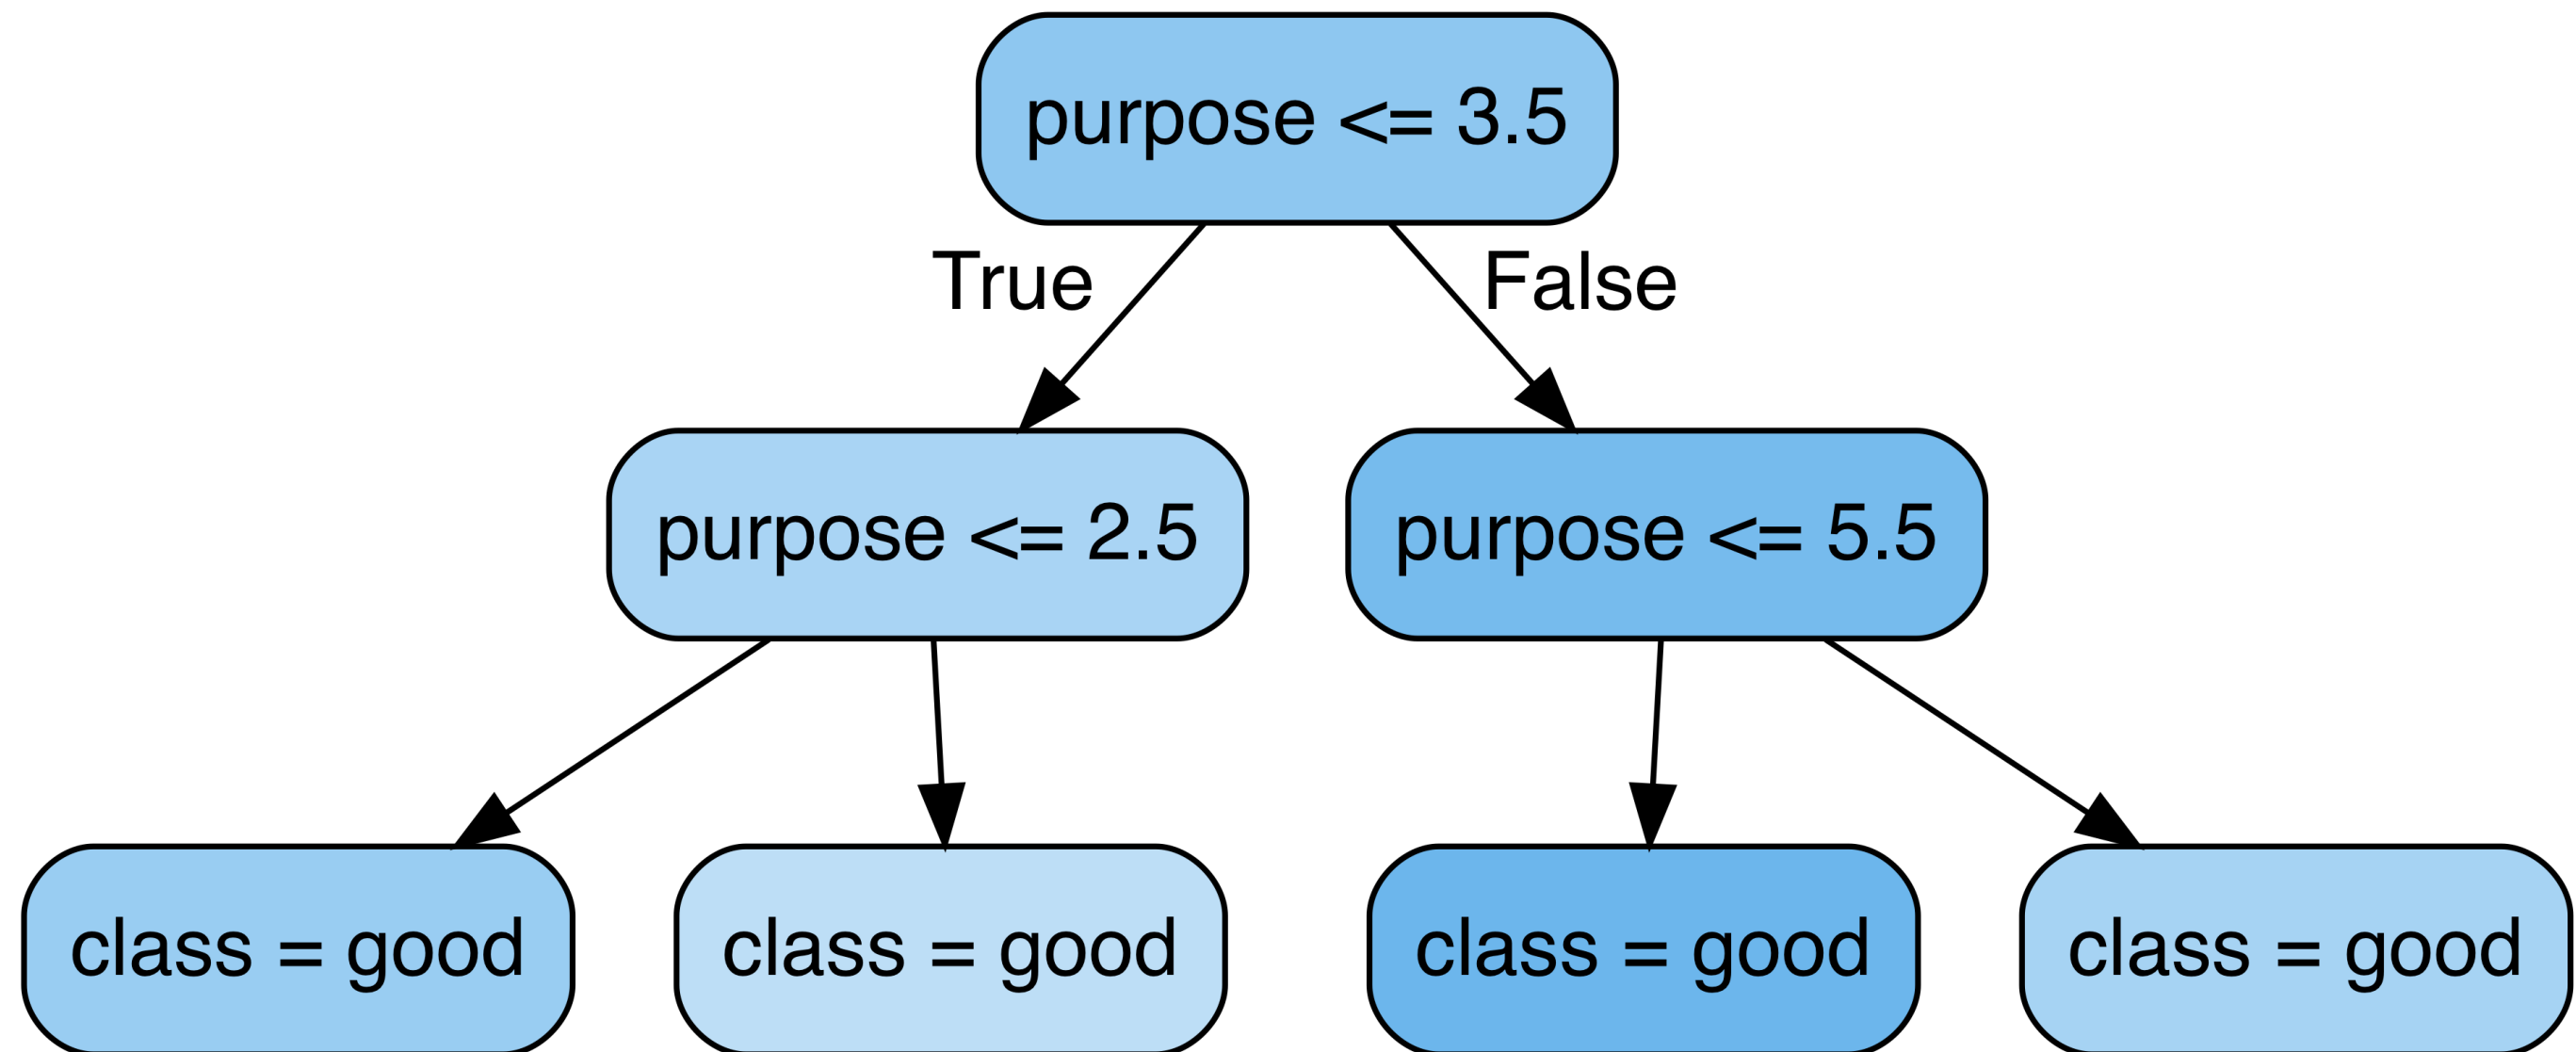 purpose <= 3.5
True
False
purpose <= 2.5
purpose <= 5.5
class = good
class = good
class = good
class = good